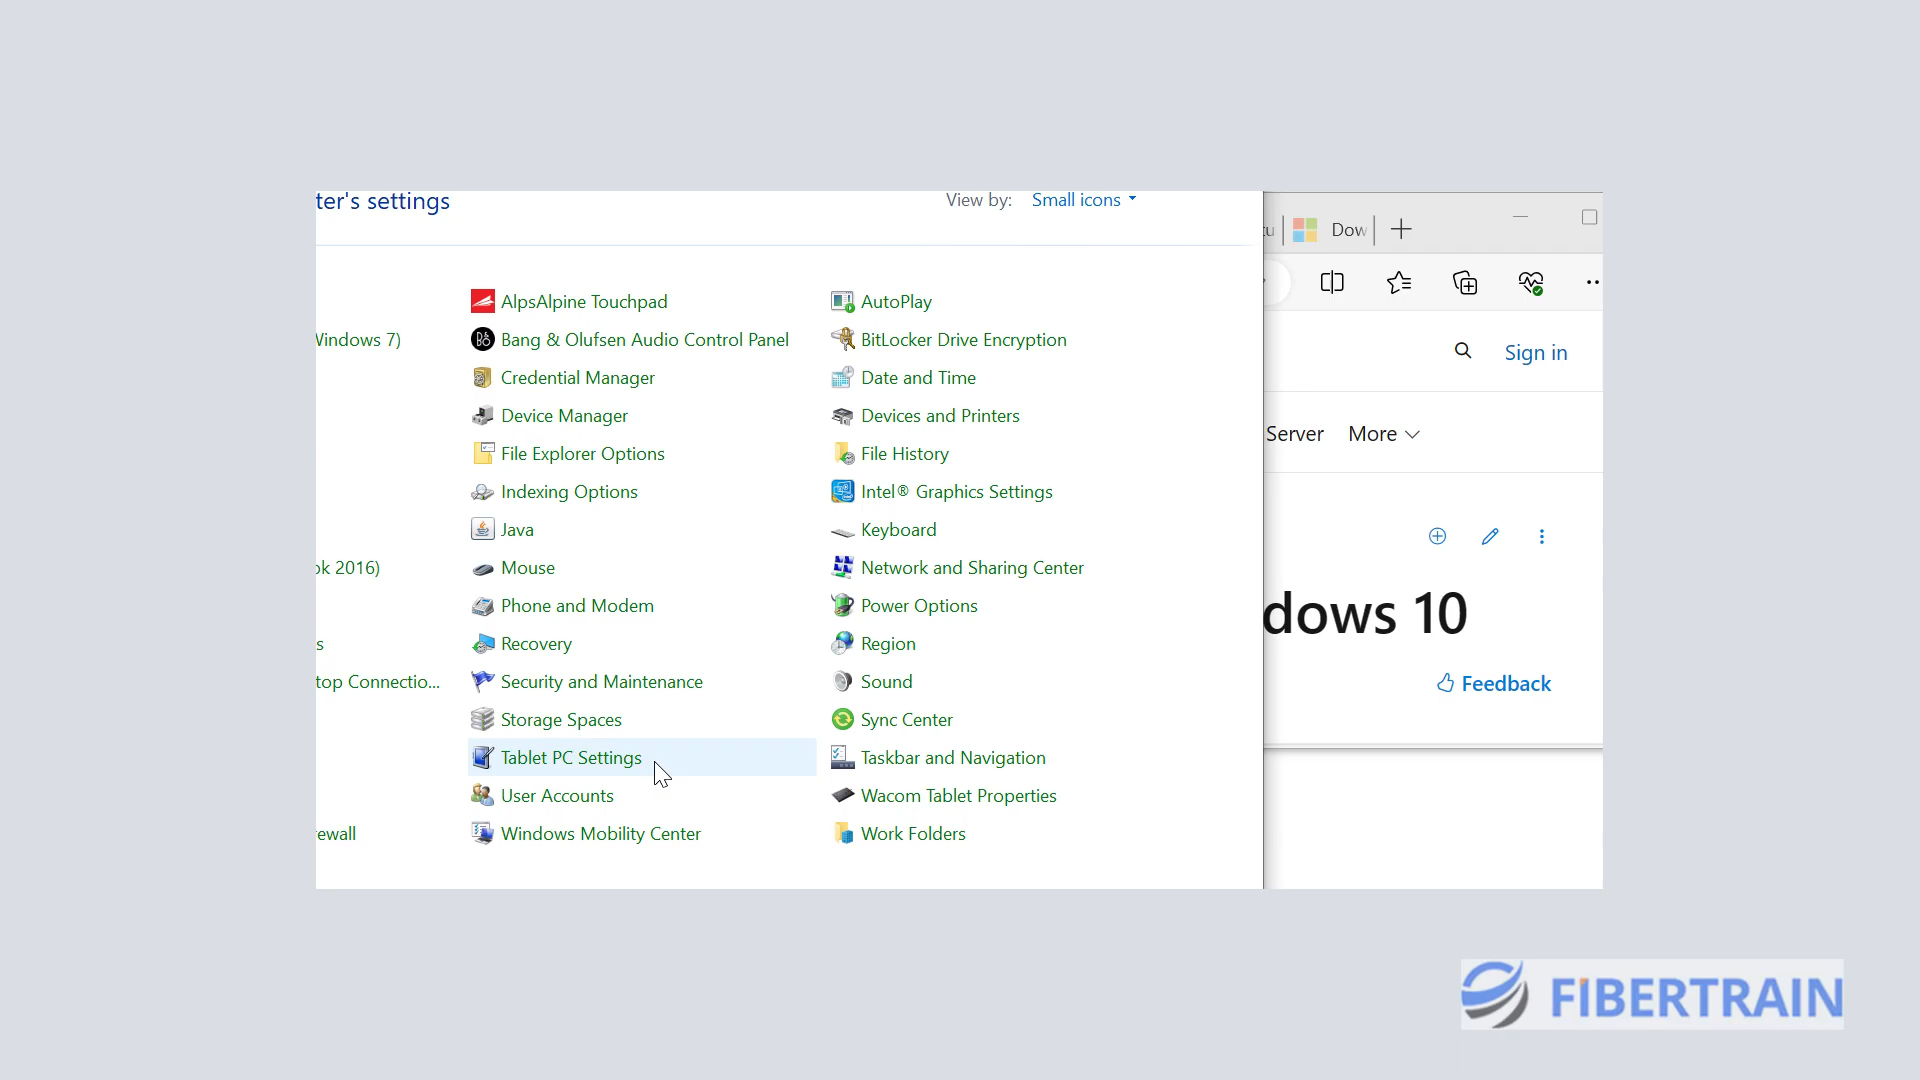 ter's settings
View by: Small icons
AlpsAlpine Touchpad
AutoPlay
Windows 7)
Bang & Olufsen Audio Control Panel
BitLocker Drive Encryption
Credential Manager
Date and Time
Device Manager
Devices and Printers
File Explorer Options
File History
Indexing Options
Intel® Graphics Settings
Java
Keyboard
ok 2016)
Mouse
Network and Sharing Center
Phone and Modem
Power Options
s
Recovery
Region
top Connectio...
Security and Maintenance
Sound
Storage Spaces
Sync Center
Tablet PC Settings
Taskbar and Navigation
User Accounts
Wacom Tablet Properties
ewall
Windows Mobility Center
Work Folders
Dow
Sign in
Server
More
dows 10
Feedback
FIBERTRAIN